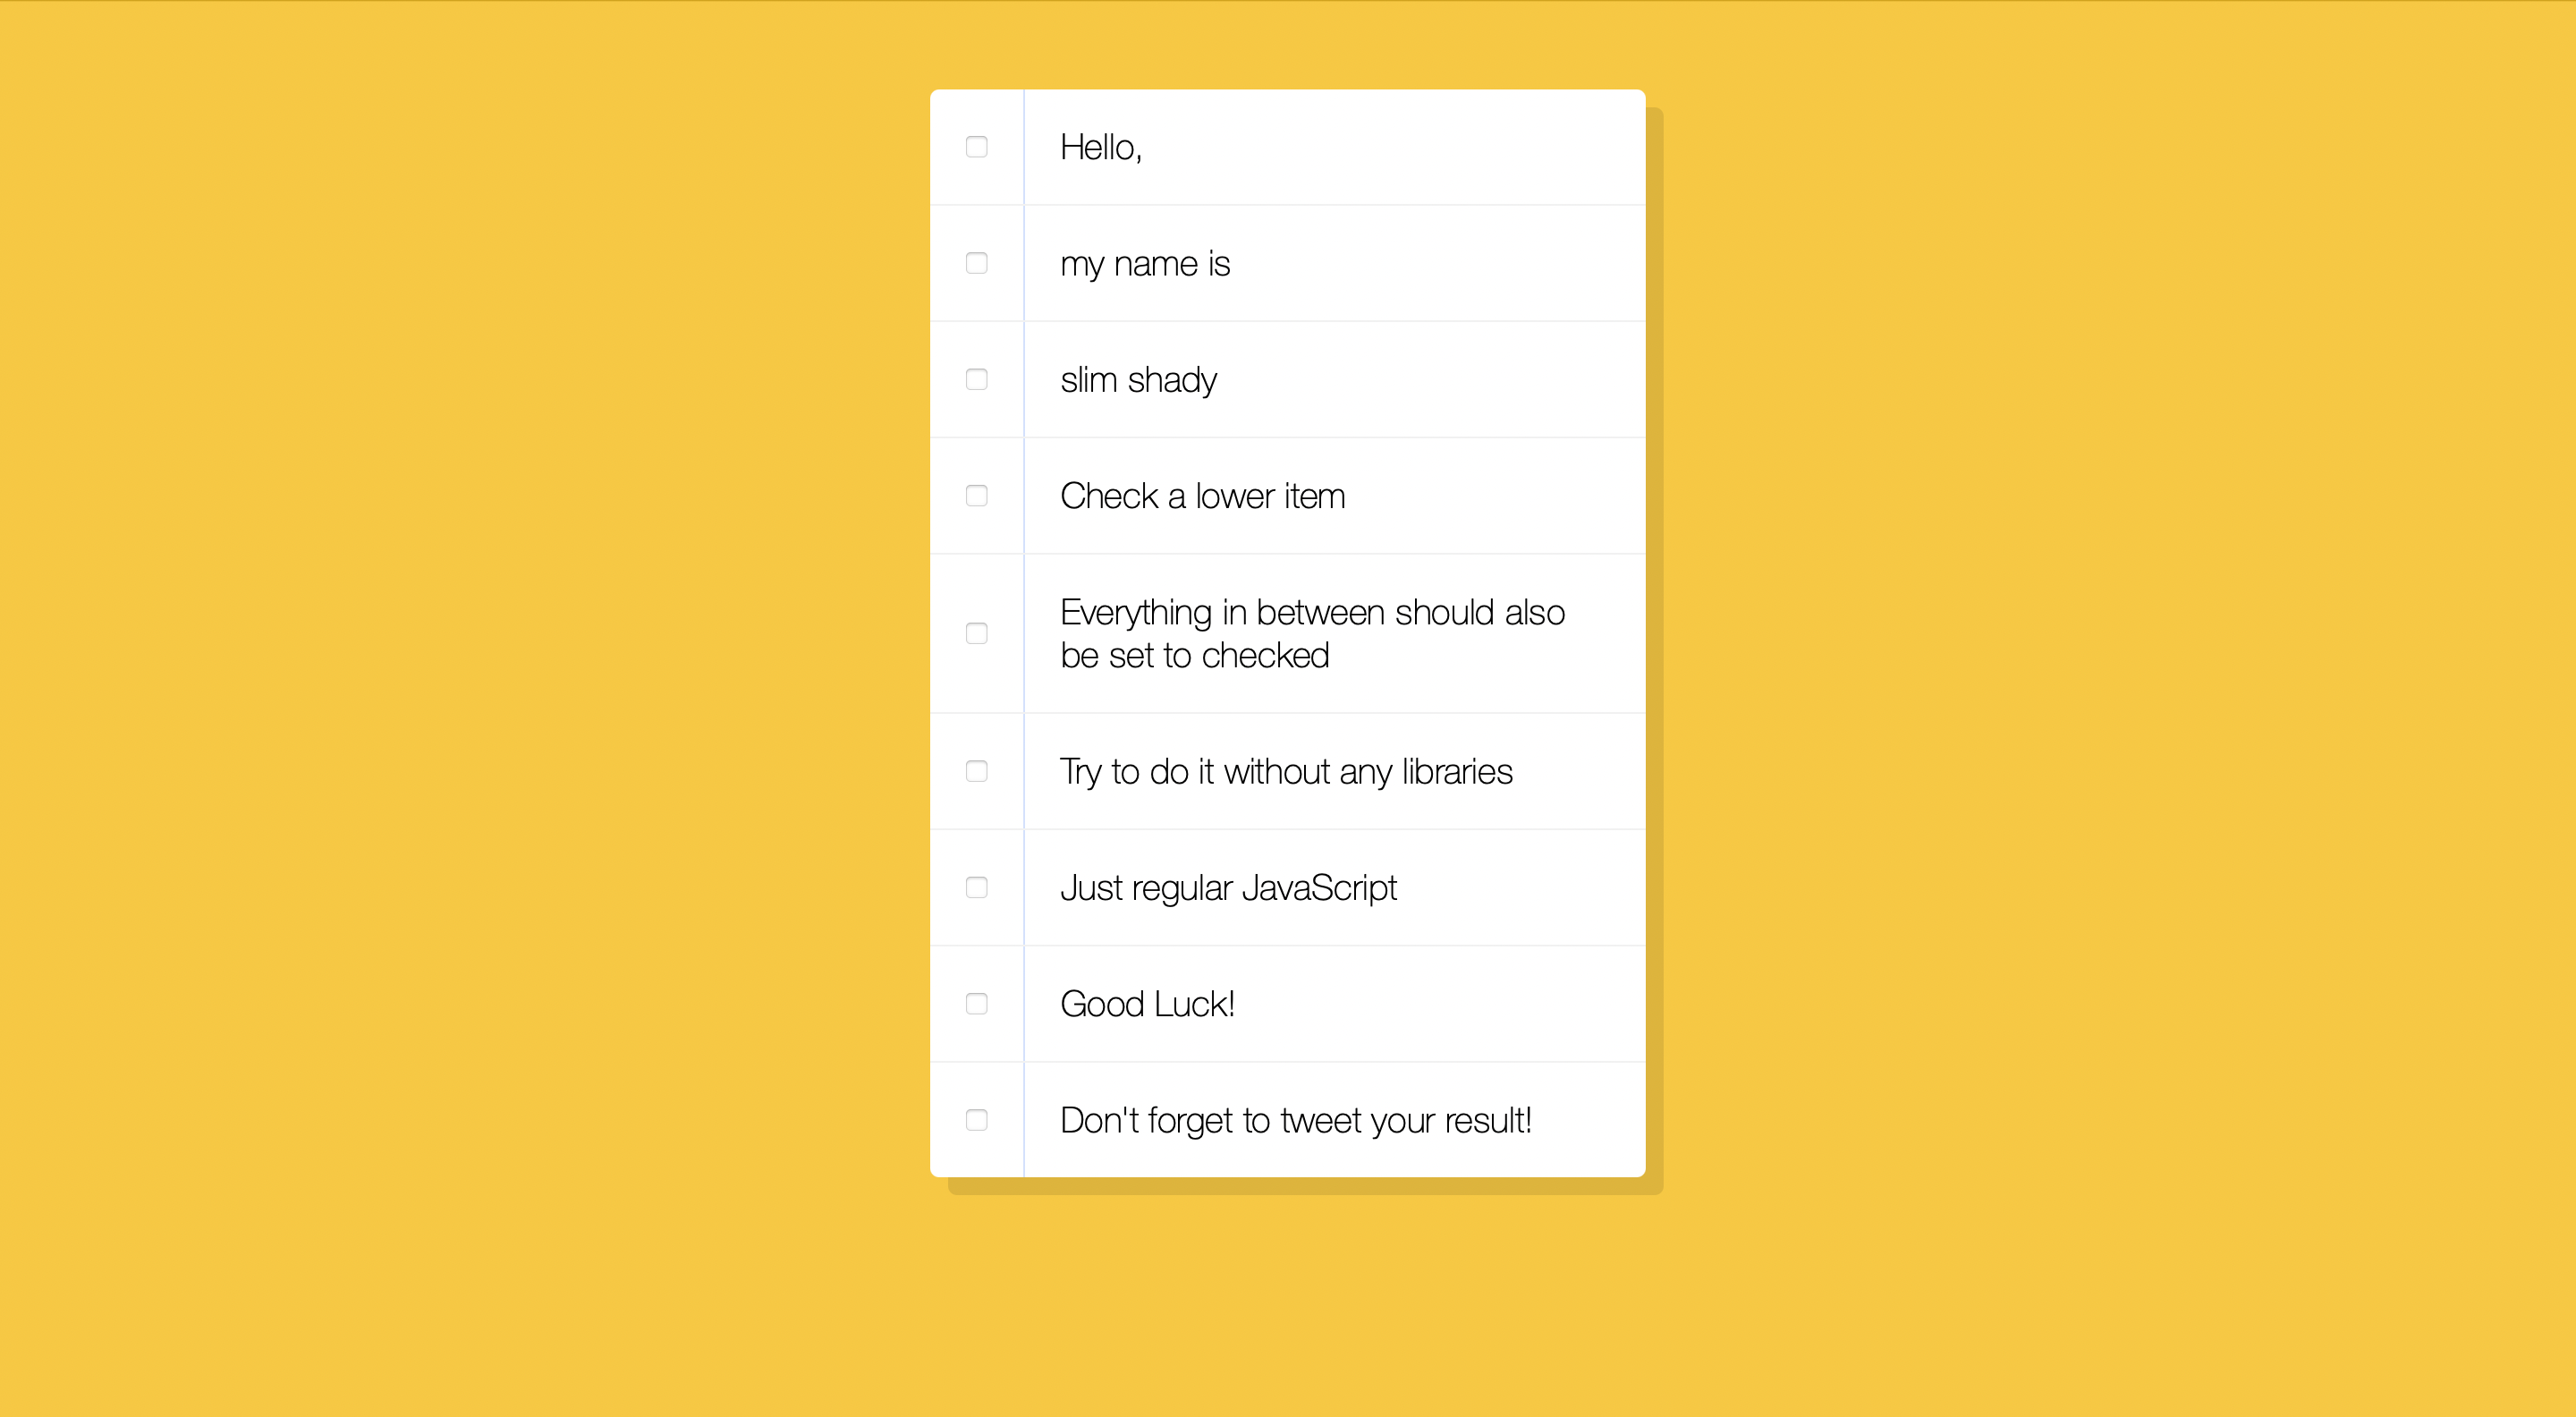 Hello,
my name is
slim shady
Check a lower item
Everything in between should also
be set to checked
Try to do it without any libraries
Just regular JavaScript
Good Luck!
Don't forget to tweet your result!